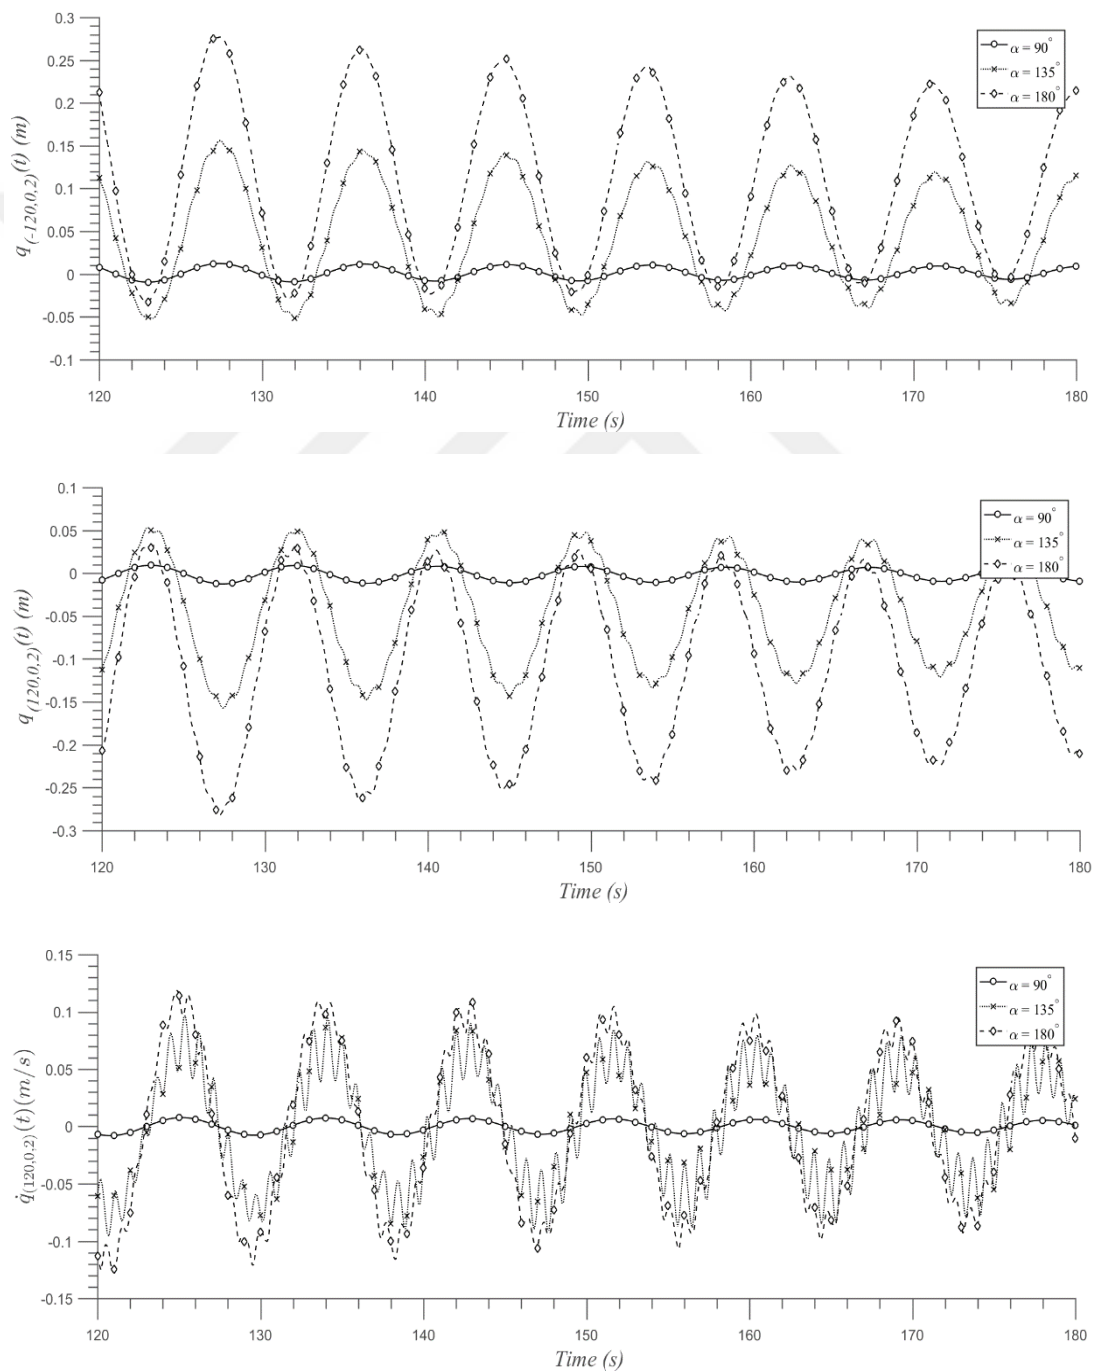 0.3
0.25
0.2
0.15
0.1
0.05
0
-0.05
-0.1
q(-120,0,2)(t) (m)
α = 90°
α = 135°
α = 180°
120 130 140 150 160 170 180
Time (s)
0.1
0.05
0
-0.05
-0.1
-0.15
-0.2
-0.25
-0.3
q(120,0,2)(t) (m)
α = 90°
α = 135°
α = 180°
120 130 140 150 160 170 180
Time (s)
0.15
0.1
0.05
0
-0.05
-0.1
-0.15
q̇(120,0,2)(t)(m/s)
α = 90°
α = 135°
α = 180°
120 130 140 150 160 170 180
Time (s)